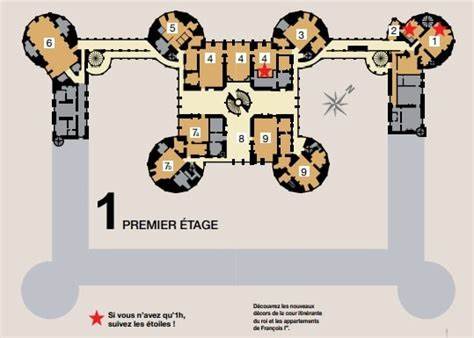 6
5
4
4
4
3
2
1
N
7a
8
9
7b
9
1 PREMIER ÉTAGE
Si vous n'avez qu'1h,
suivez les étoiles !
Découvrez les nouveaux
décors de la cour itinérante
du roi et les appartements
de François Iᵉʳ.